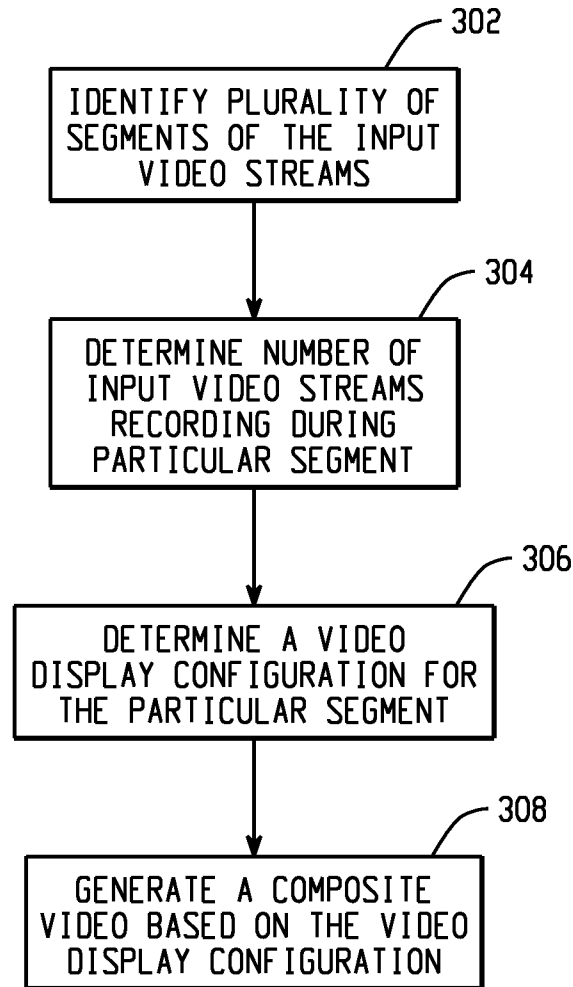 302
IDENTIFY PLURALITY OF
SEGMENTS OF THE INPUT
VIDEO STREAMS
304
DETERMINE NUMBER OF
INPUT VIDEO STREAMS
RECORDING DURING
PARTICULAR SEGMENT
306
DETERMINE A VIDEO
DISPLAY CONFIGURATION FOR
THE PARTICULAR SEGMENT
308
GENERATE A COMPOSITE
VIDEO BASED ON THE VIDEO
DISPLAY CONFIGURATION